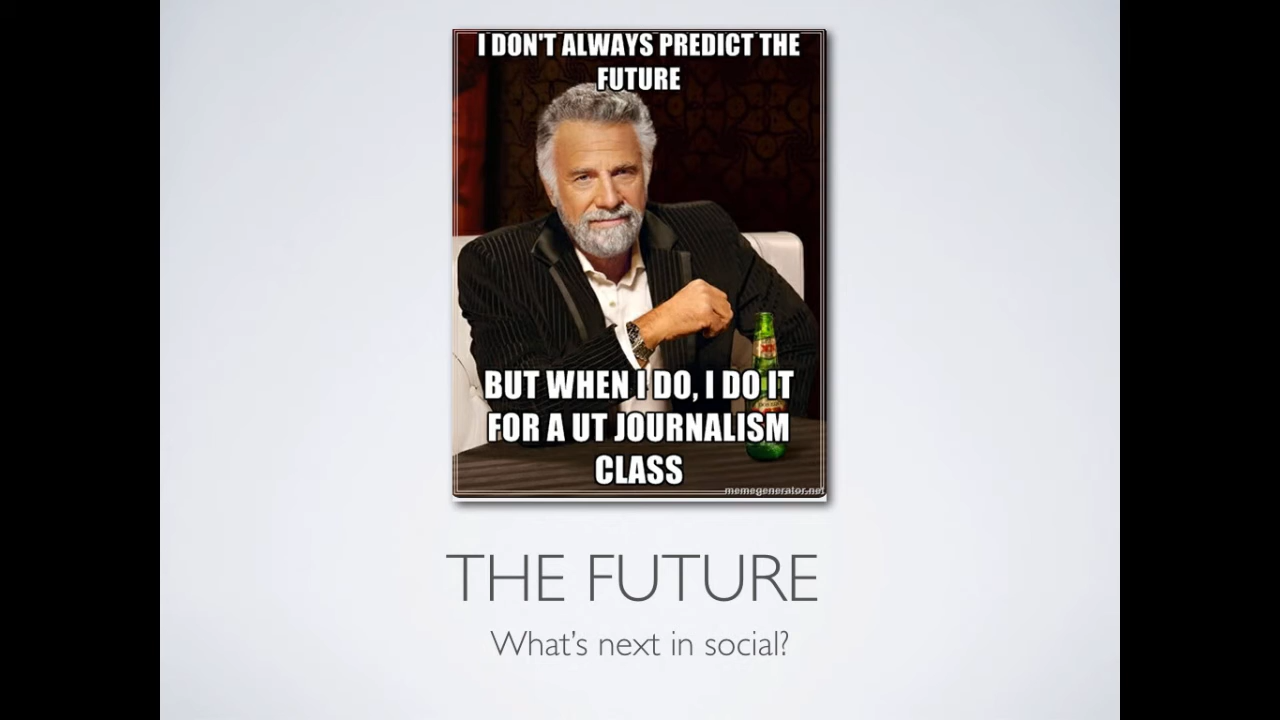 I DON'T ALWAYS PREDICT THE
FUTURE
BUT WHEN I DO, I DO IT
FOR A UT JOURNALISM
CLASS
memegenerator.net
THE FUTURE
What's next in social?